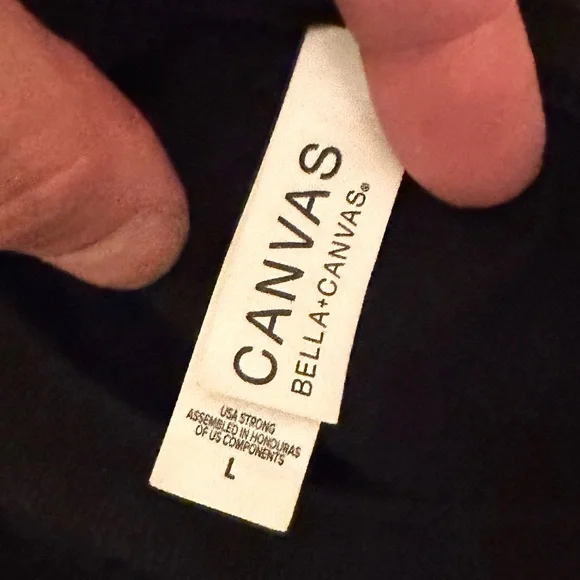 CANVAS
BELLA+CANVAS®
USA STRONG
ASSEMBLED IN HONDURAS
OF US COMPONENTS
L